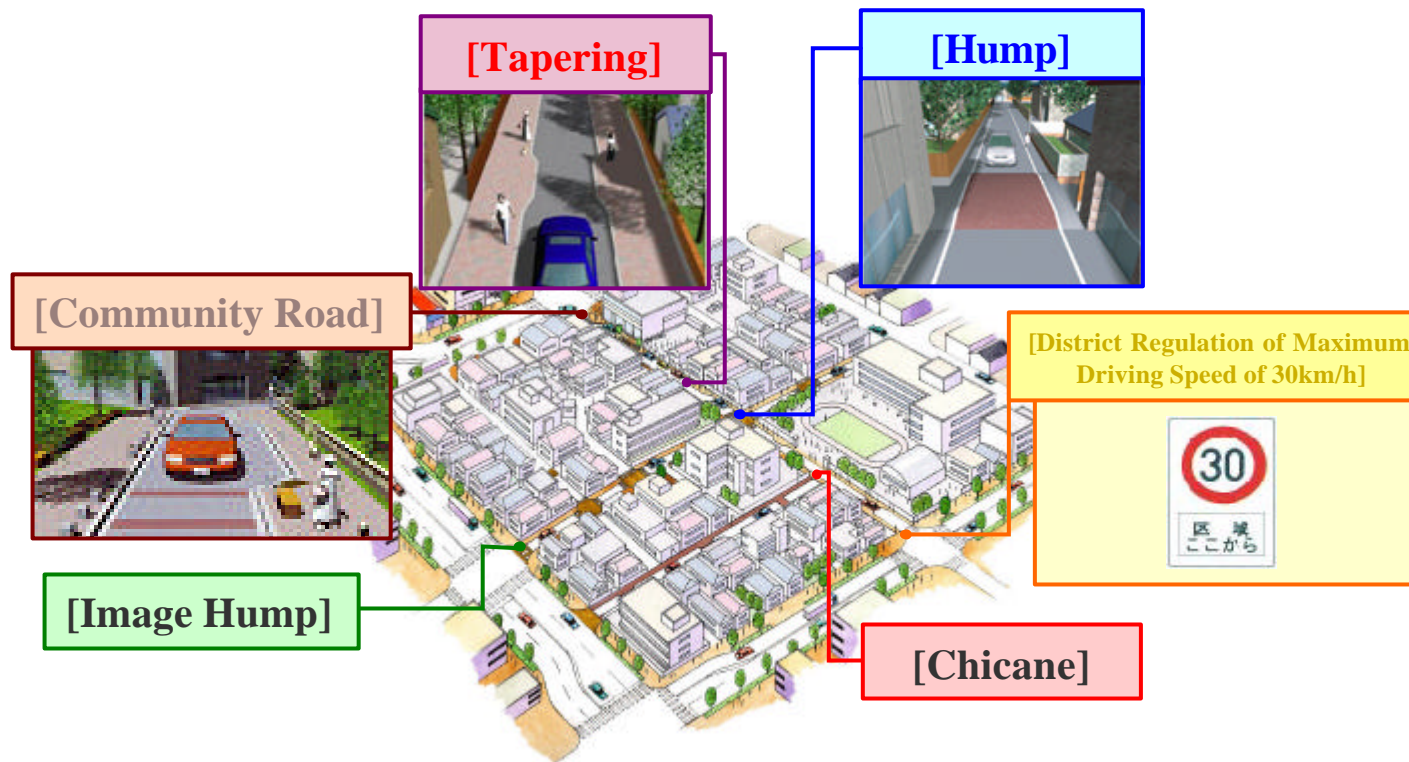 [Tapering]
[Hump]
[Community Road]
[District Regulation of Maximum
Driving Speed of 30km/h]
30
区 域
ここから
[Image Hump]
[Chicane]